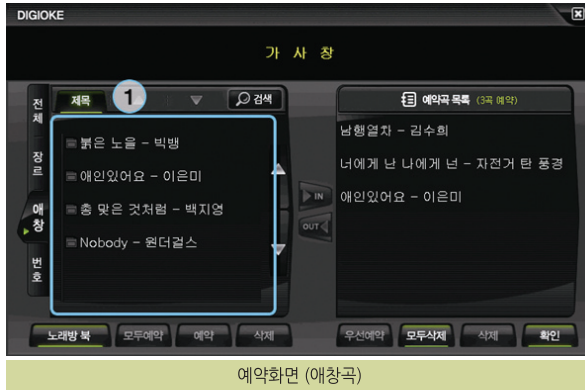 DIGIOKE
가 사 창
전체
장르
애창
번호
제목
1
검색
붉은 노을 – 빅뱅
애인있어요 – 이은미
총 맞은 것처럼 – 백지영
Nobody – 원더걸스
노래방 북
모두예약
예약
삭제
IN
OUT
예약곡 목록 (3곡 예약)
남행열차 – 김수희
너에게 난 나에게 넌 – 자전거 탄 풍경
애인있어요 – 이은미
우선예약
모두삭제
삭제
확인
예약화면 (애창곡)